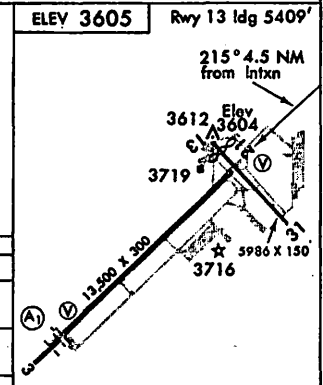 ELEV 3605
Rwy 13 ldg 5409'
215° 4.5 NM
from Intxn
Elev
3612
3604
13
3719
V
31
5986 X 150
3716
13,500 X 300
A1
V
3